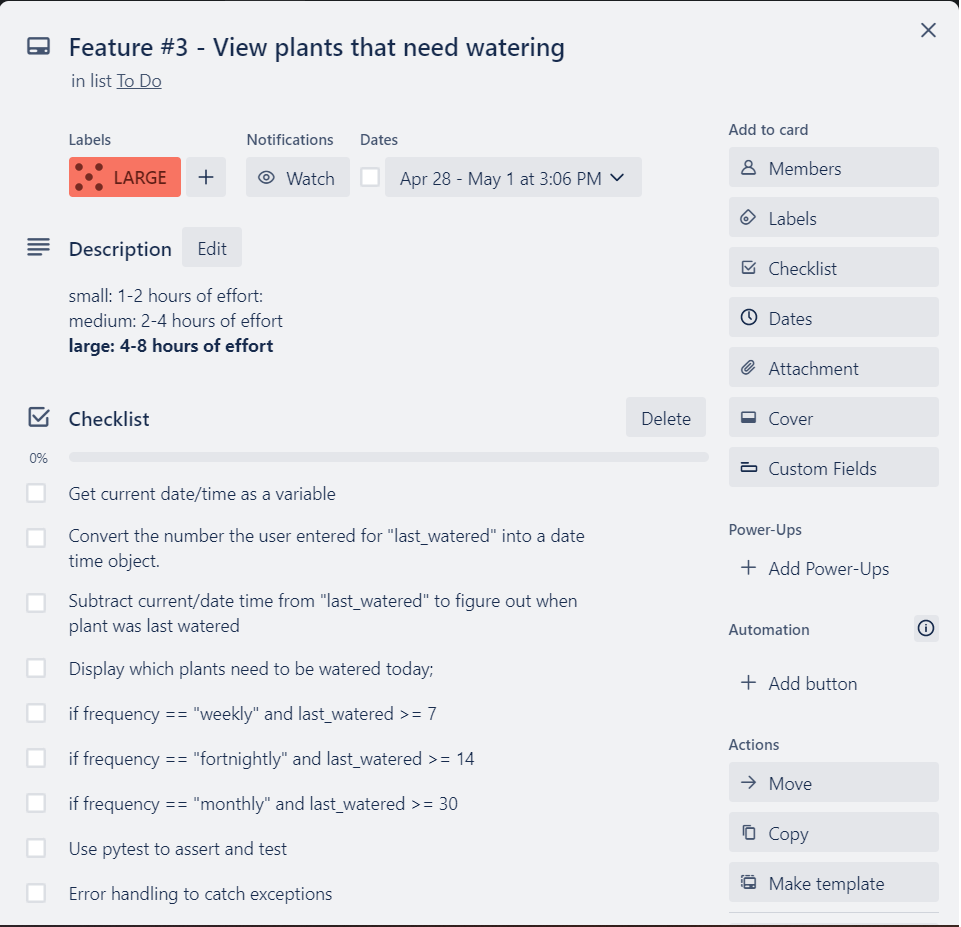 Feature #3 - View plants that need watering
in list To Do
Labels
Notifications
Dates
LARGE
Watch
Apr 28 - May 1 at 3:06 PM
Description
Edit
small: 1-2 hours of effort:
medium: 2-4 hours of effort
large: 4-8 hours of effort
Checklist
Delete
0%
Get current date/time as a variable
Convert the number the user entered for "last_watered" into a date
time object.
Subtract current/date time from "last_watered" to figure out when
plant was last watered
Display which plants need to be watered today;
if frequency == "weekly" and last_watered >= 7
if frequency == "fortnightly" and last_watered >= 14
if frequency == "monthly" and last_watered >= 30
Use pytest to assert and test
Error handling to catch exceptions
Add to card
Members
Labels
Checklist
Dates
Attachment
Cover
Custom Fields
Power-Ups
+ Add Power-Ups
Automation
+ Add button
Actions
Move
Copy
Make template